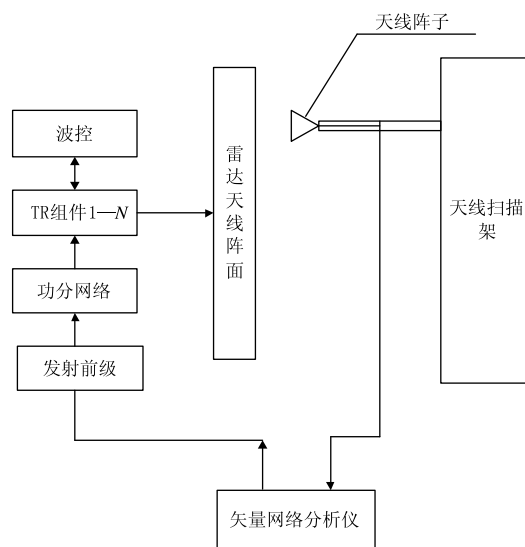 天线阵子
波控
TR组件1—N
功分网络
发射前级
雷达天线阵面
天线扫描
架
矢量网络分析仪